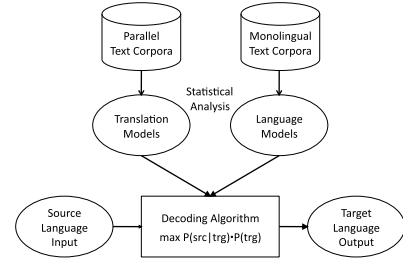 Parallel
Text Corpora
Monolingual
Text Corpora
Statistical
Analysis
Translation
Models
Language
Models
Source
Language
Input
Decoding Algorithm
max P(src|trg)•P(trg)
Target
Language
Output